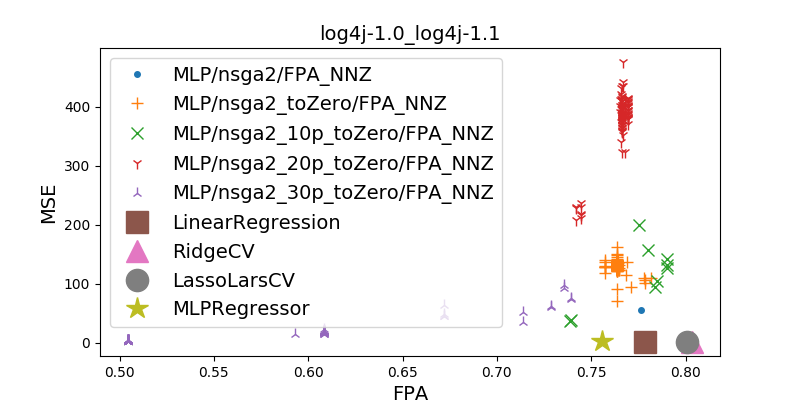 log4j-1.0_log4j-1.1
MLP/nsga2/FPA_NNZ
MLP/nsga2_toZero/FPA_NNZ
MLP/nsga2_10p_toZero/FPA_NNZ
MLP/nsga2_20p_toZero/FPA_NNZ
MLP/nsga2_30p_toZero/FPA_NNZ
LinearRegression
RidgeCV
LassoLarsCV
MLPRegressor
MSE
400
300
200
100
0
0.50 0.55 0.60 0.65 0.70 0.75 0.80
FPA